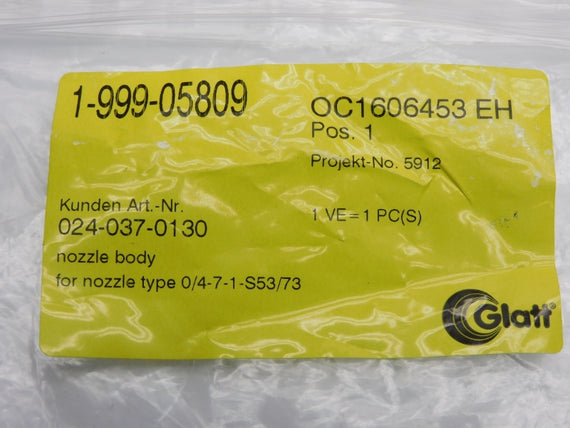 1-999-05809
OC1606453 EH
Pos. 1
Projekt-No. 5912
Kunden Art.-Nr.
024-037-0130
1 VE=1 PC(S)
nozzle body
for nozzle type 0/4-7-1-S53/73
Glatt®